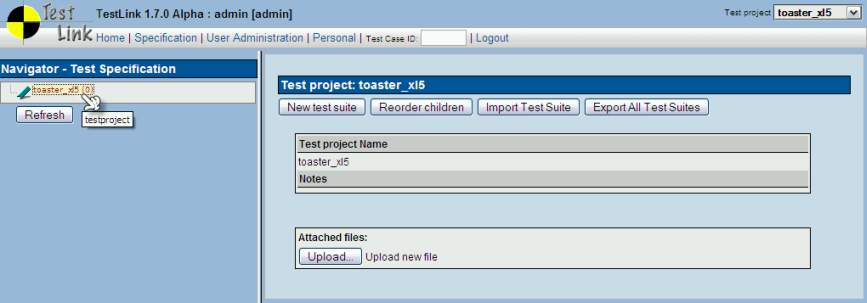 Test Link
TestLink 1.7.0 Alpha : admin [admin]
Test project toaster_xl5
Home | Specification | User Administration | Personal | Test Case ID: | Logout
Navigator - Test Specification
toaster_xl5 (0)
testproject
Refresh
Test project: toaster_xl5
New test suite Reorder children Import Test Suite Export All Test Suites
Test project Name
toaster_xl5
Notes
Attached files:
Upload... Upload new file